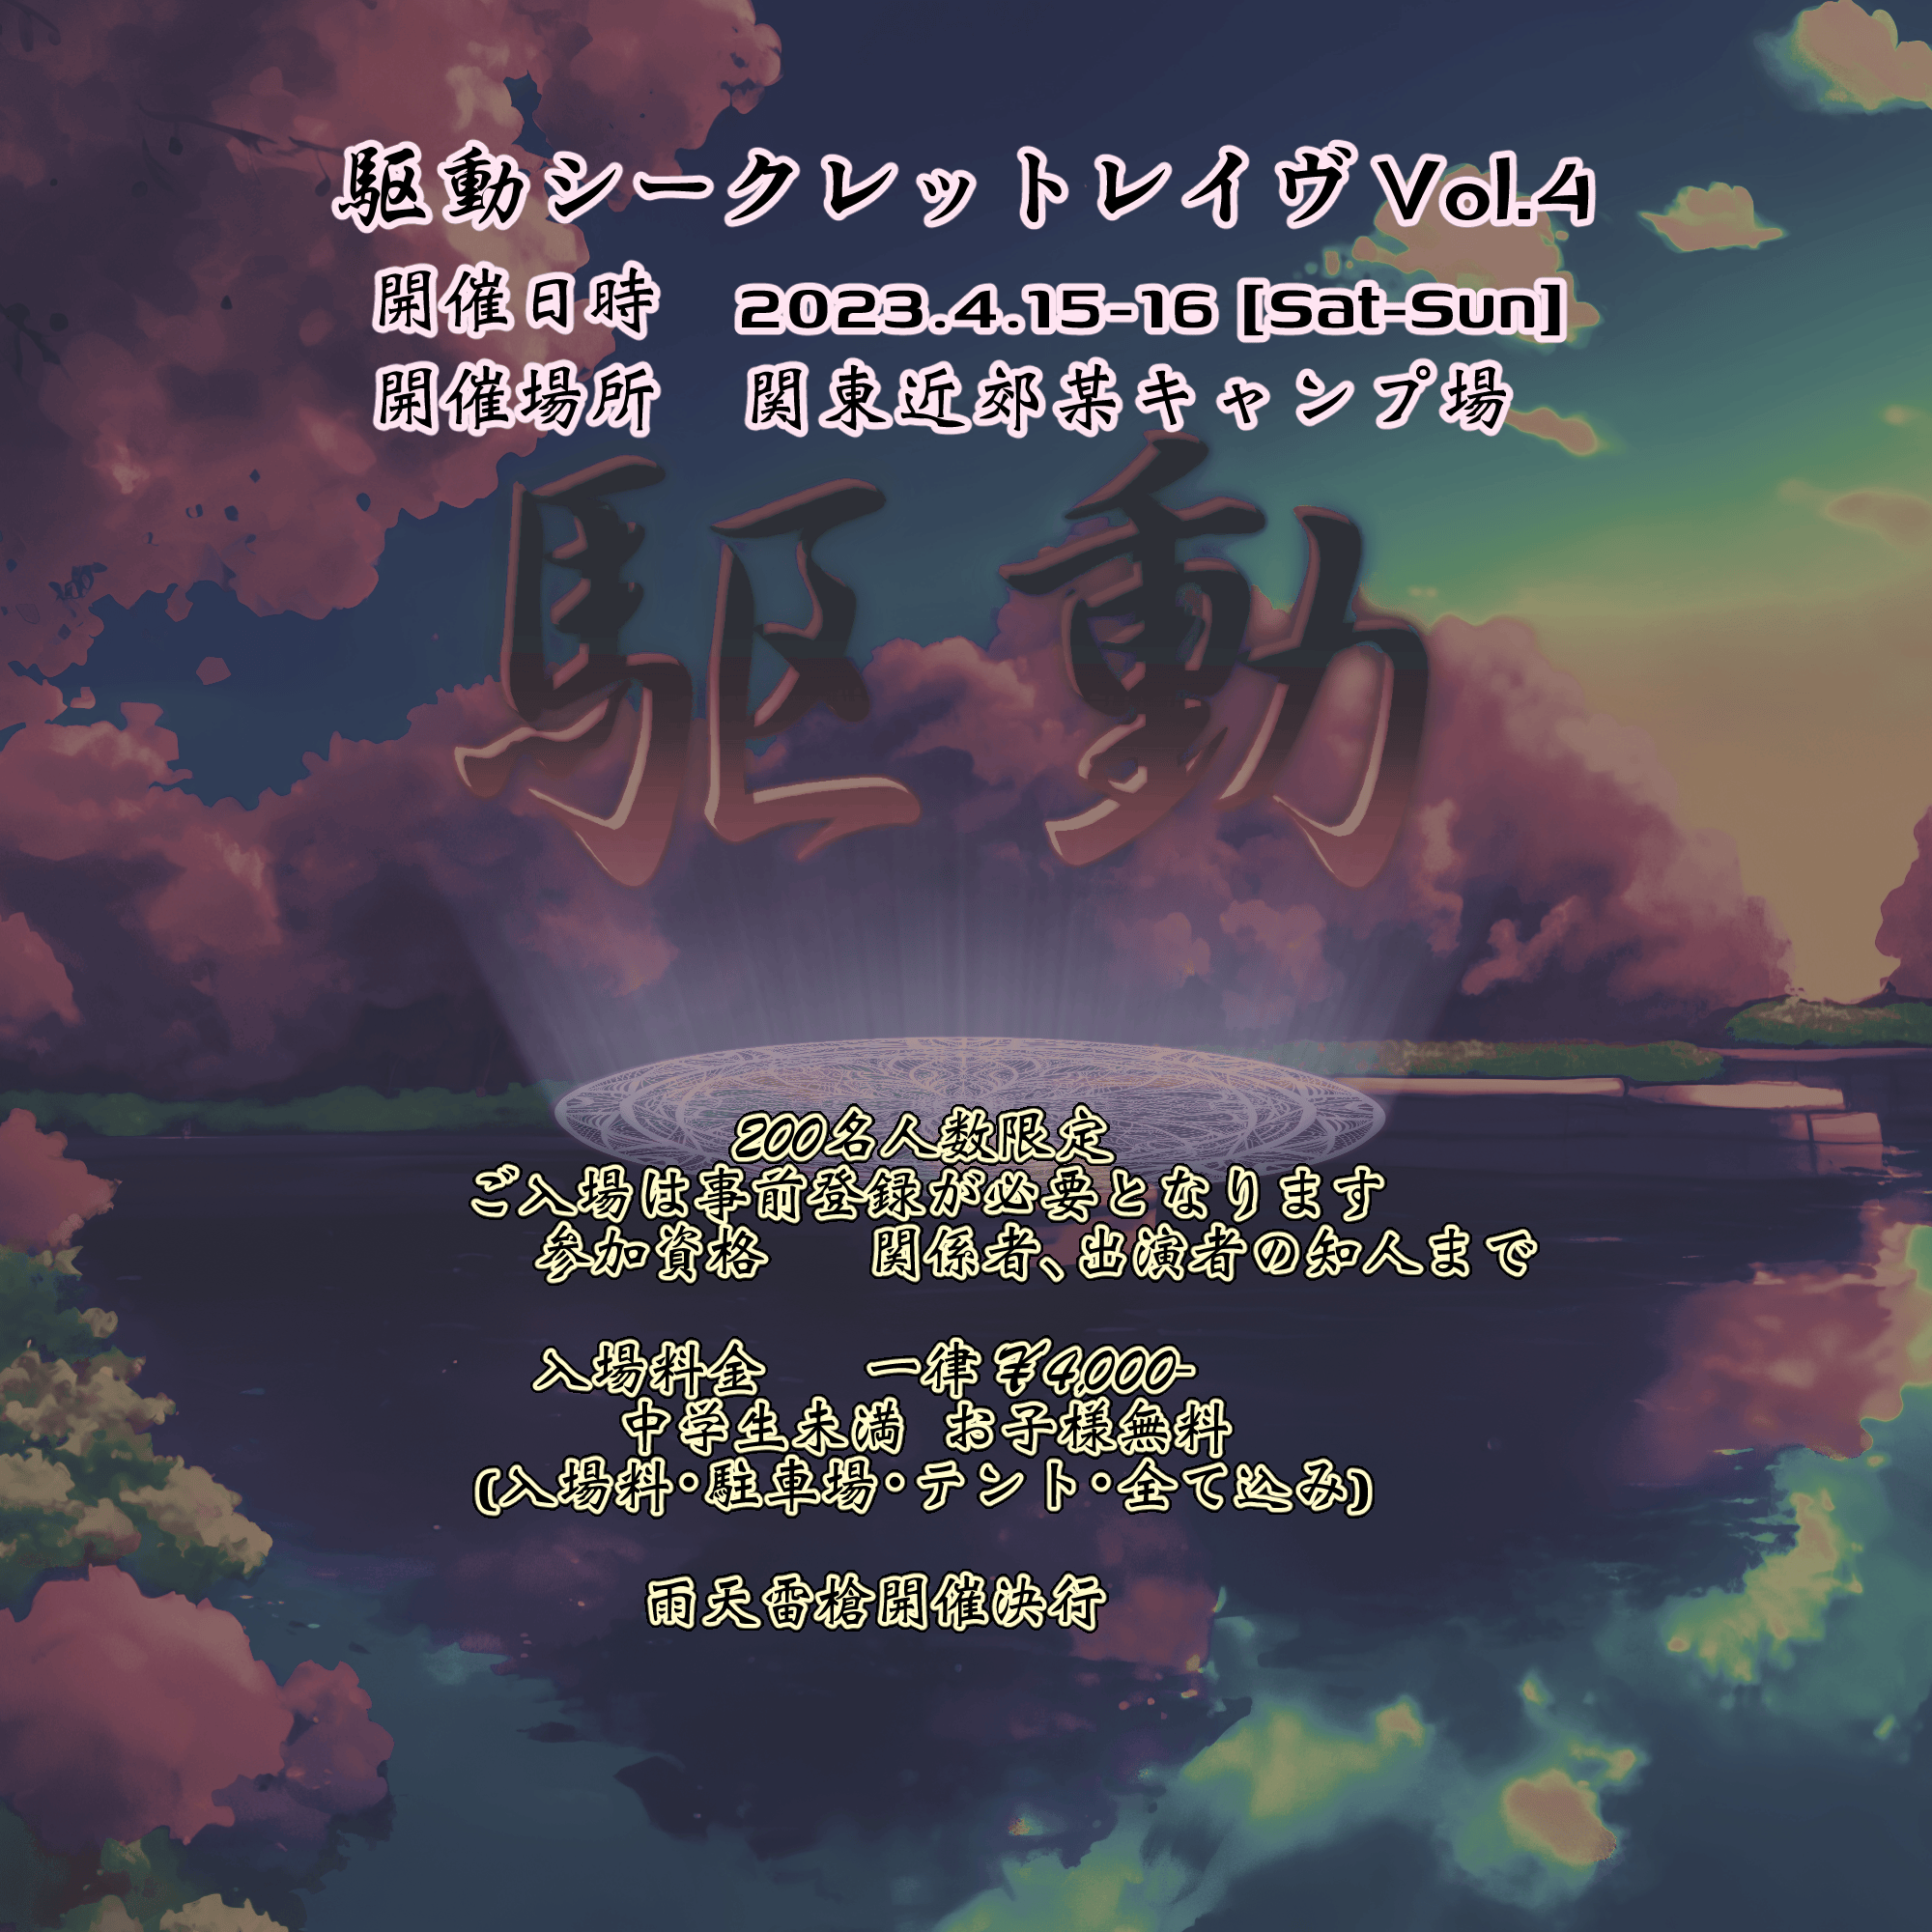 駆動シークレットレイヴVol.4
開催日時 2023.4.15-16 [Sat-Sun]
開催場所 関東近郊某キャンプ場
駆動
200名人数限定
ご入場は事前登録が必要となります
参加資格 関係者、出演者の知人まで
入場料金 一律¥4,000-
中学生未満 お子様無料
(入場料・駐車場・テント・全て込み)
雨天雷槍開催決行